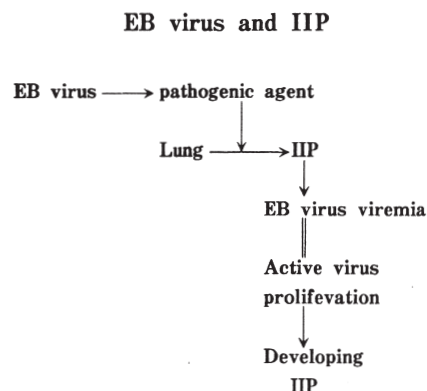 EB virus and IIP
EB virus pathogenic agent
Lung IIP
EB virus viremia
Active virus
prolifevation
Developing
IIP